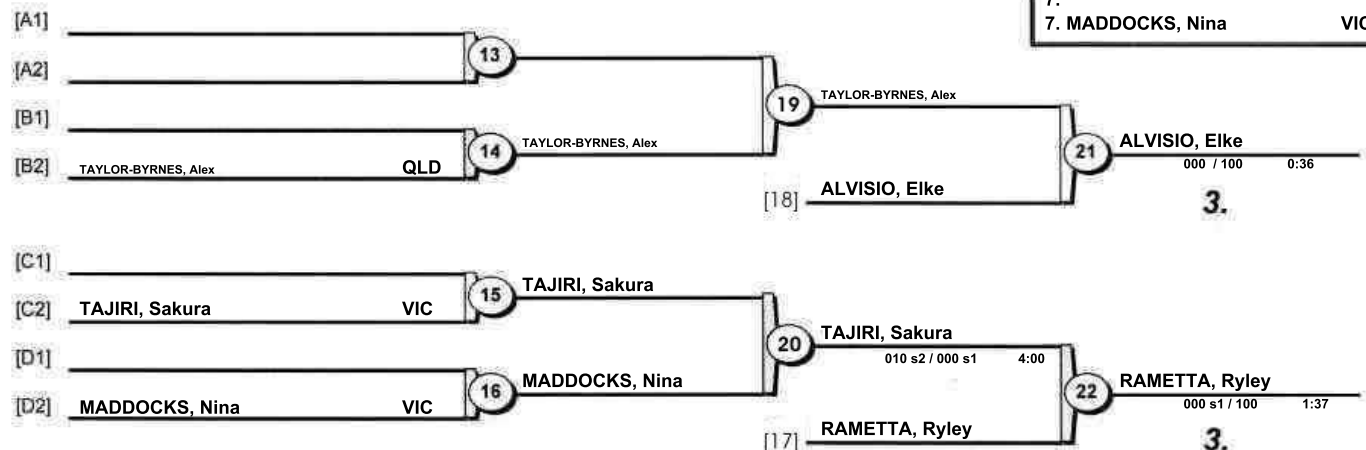 7.
7. MADDOCKS, Nina VIC
[A1]
13
[A2]
19
TAYLOR-BYRNES, Alex
[B1]
14
TAYLOR-BYRNES, Alex
21
ALVISIO, Elke
000 / 100 0:36
[B2] TAYLOR-BYRNES, Alex QLD
[18] ALVISIO, Elke
3.
[C1]
15
TAJIRI, Sakura
[C2] TAJIRI, Sakura VIC
20
TAJIRI, Sakura
010 s2 / 000 s1 4:00
[D1]
16
MADDOCKS, Nina
22
RAMETTA, Ryley
000 s1 / 100 1:37
[D2] MADDOCKS, Nina VIC
[17] RAMETTA, Ryley
3.